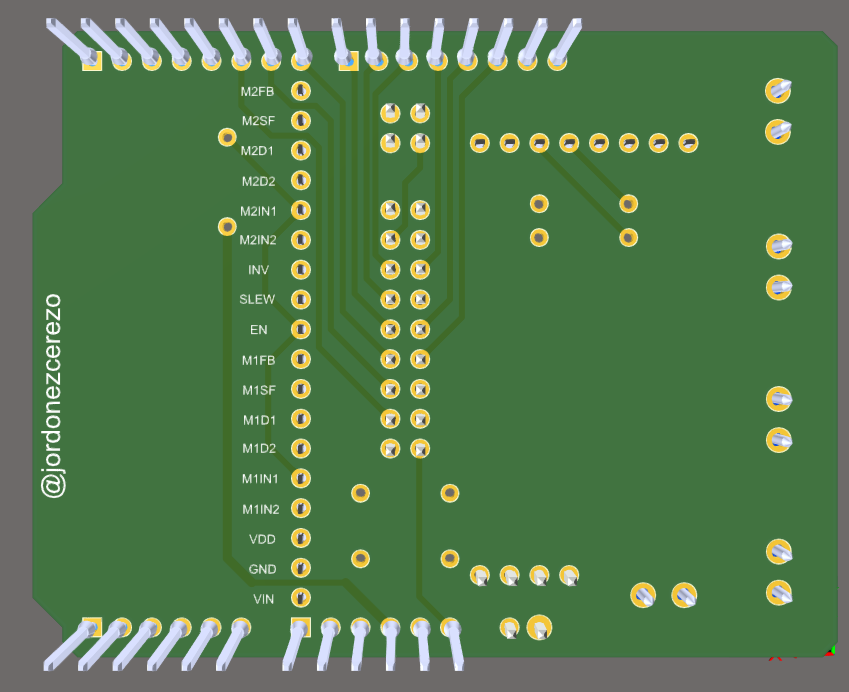 M2FB
M2SF
M2D1
M2D2
M2IN1
M2IN2
INV
SLEW
EN
M1FB
M1SF
M1D1
M1D2
M1IN1
M1IN2
VDD
GND
VIN
@jordonezcerezo